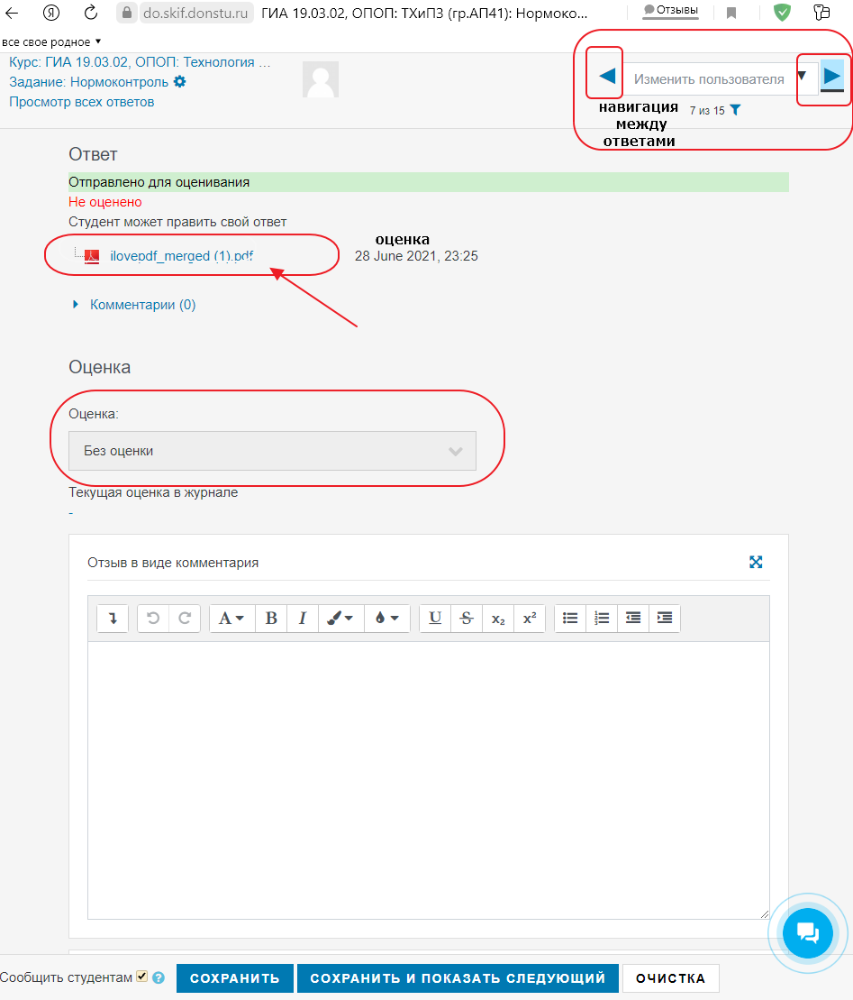 do.skif.donstu.ru ГИА 19.03.02, ОПОП: ТХиПЗ (гр.АП41): Нормоко... Отзывы
все свое родное
Курс: ГИА 19.03.02, ОПОП: Технология ...
Задание: Нормоконтроль
Просмотр всех ответов
Изменить пользователя
навигация
между
ответами
7 из 15
Ответ
Отправлено для оценивания
Не оценено
Студент может править свой ответ
оценка
ilovepdf_merged (1).pdf
28 June 2021, 23:25
Комментарии (0)
Оценка
Оценка:
Без оценки
Текущая оценка в журнале
-
Отзыв в виде комментария
A B I U S x₂ x²
Сообщить студентам ? СОХРАНИТЬ СОХРАНИТЬ И ПОКАЗАТЬ СЛЕДУЮЩИЙ ОЧИСТКА